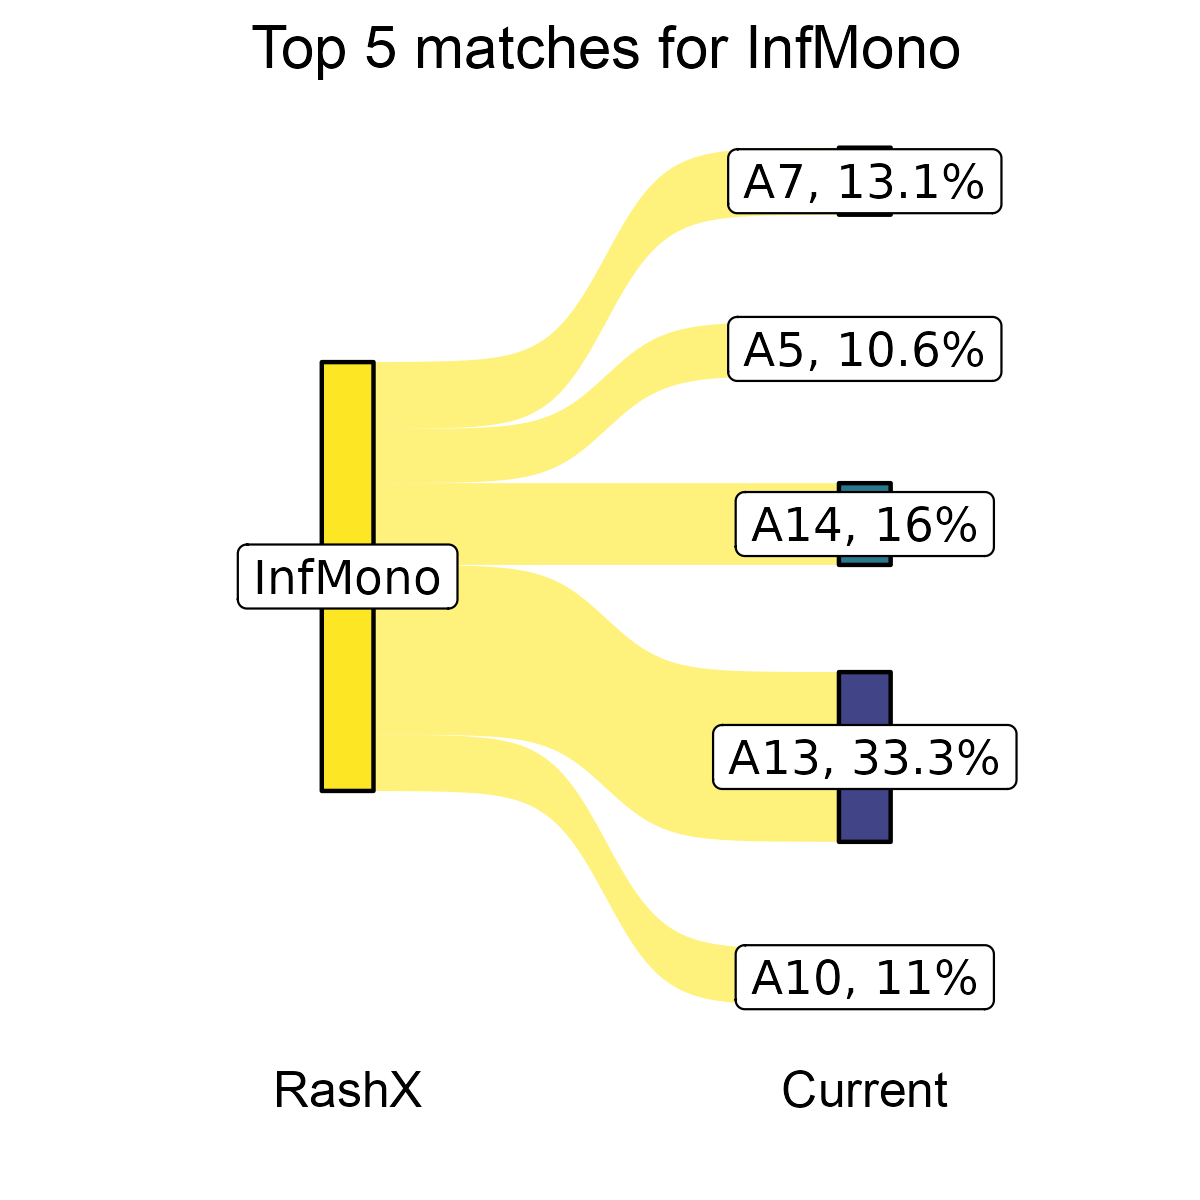 Top 5 matches for InfMono
A7, 13.1%
A5, 10.6%
A14, 16%
InfMono
A13, 33.3%
A10, 11%
RashX
Current